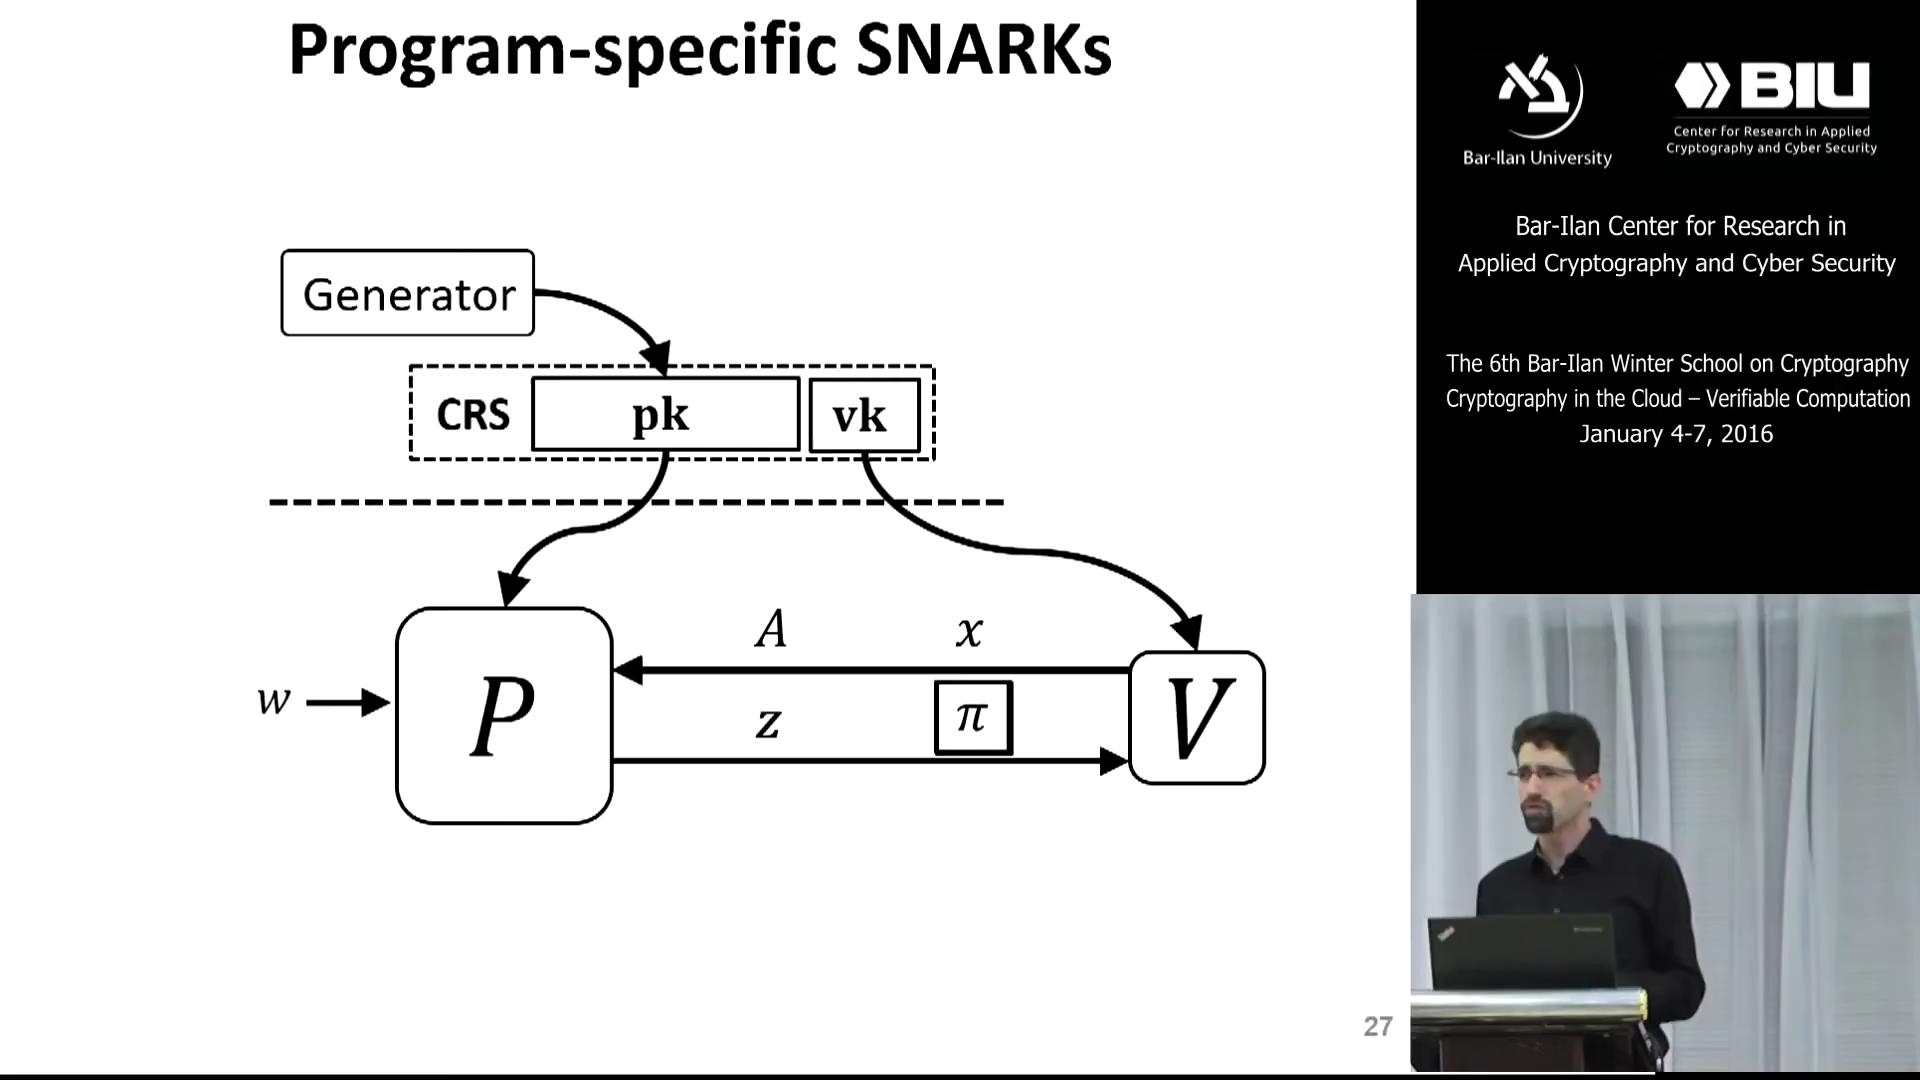 Program-specific SNARKs
Generator
CRS
pk
vk
A
x
w
P
z
π
V
27
Bar-Ilan University
BIU
Center for Research in Applied
Cryptography and Cyber Security
Bar-Ilan Center for Research in
Applied Cryptography and Cyber Security
The 6th Bar-Ilan Winter School on Cryptography
Cryptography in the Cloud – Verifiable Computation
January 4-7, 2016